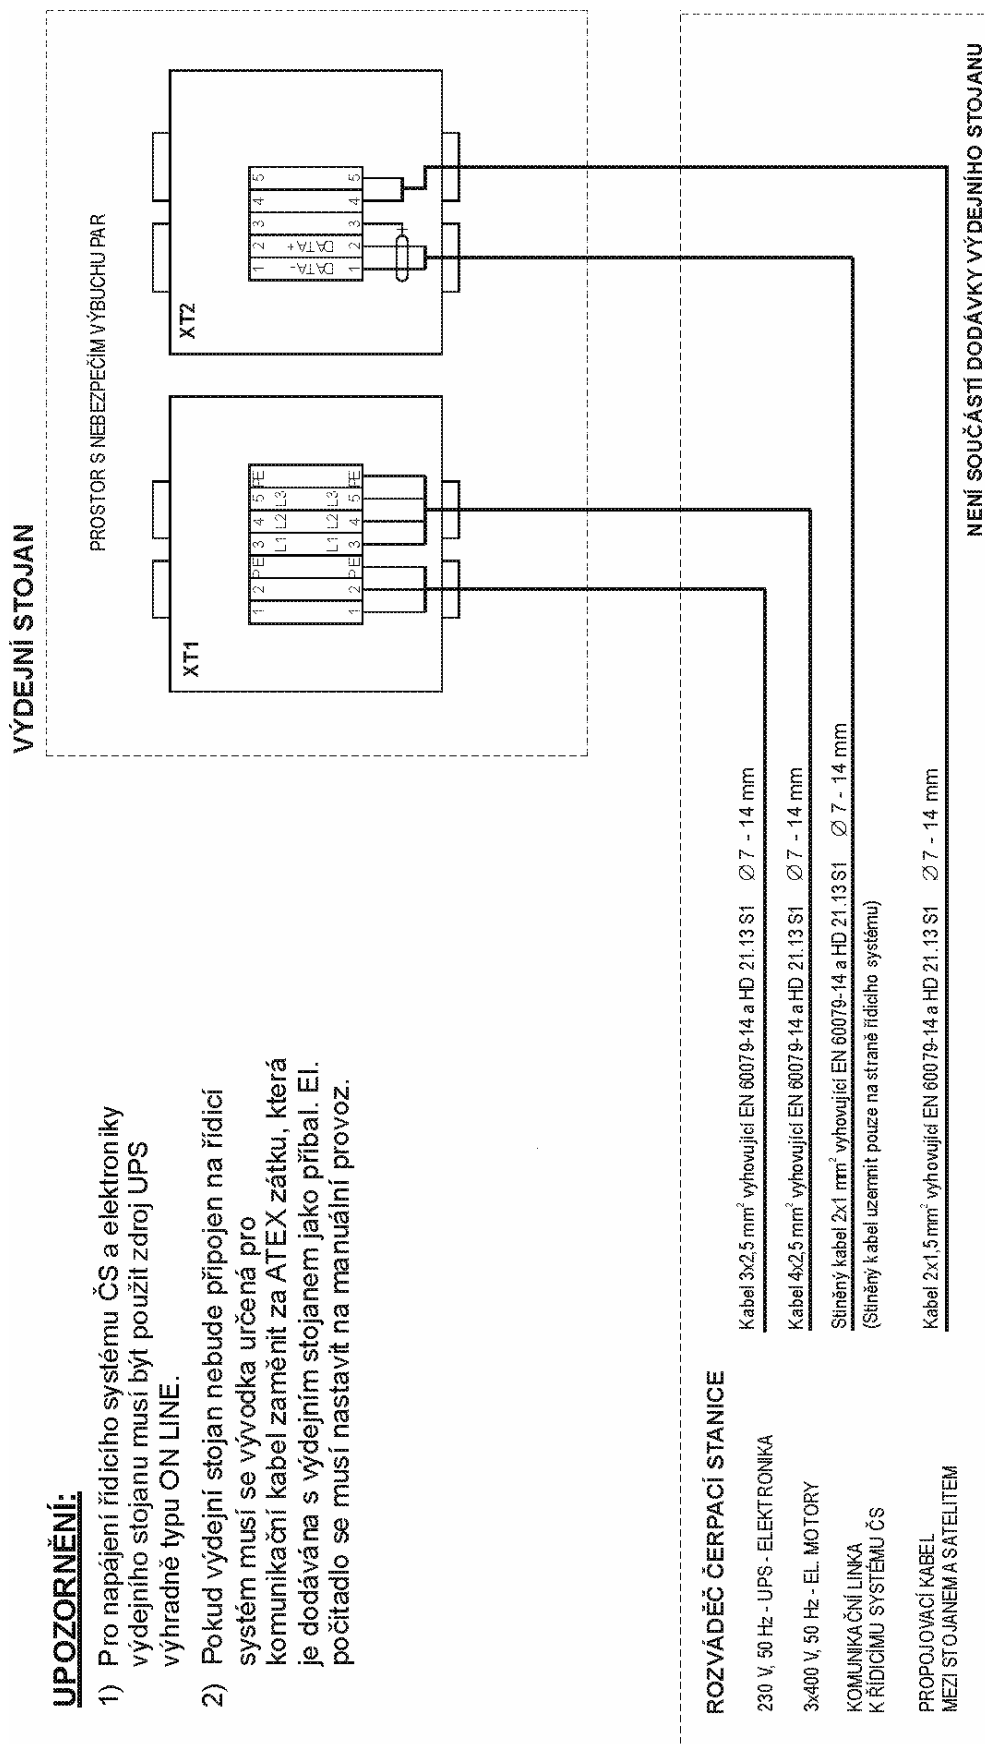 VÝDEJNÍ STOJAN
PROSTOR S NEBEZPEČÍM VÝBUCHU PAR
XT1
1 2 PE 3 4 5 PE
L1 L2 L3
L1 L2 L3
1 2 PE 3 4 5 PE
XT2
1 2 3 4 5
DATA- DATA+
1 2 3 4 5
UPOZORNĚNÍ:
1) Pro napájení řídicího systému ČS a elektroniky
výdejního stojanu musí být použit zdroj UPS
výhradně typu ON LINE.
2) Pokud výdejní stojan nebude připojen na řídicí
systém musí se vývodka určená pro
komunikační kabel zaměnit za ATEX zátku, která
je dodávána s výdejním stojanem jako příbal. El.
počítadlo se musí nastavit na manuální provoz.
ROZVÁDĚČ ČERPACÍ STANICE
230 V, 50 Hz - UPS - ELEKTRONIKA
Kabel 3x2,5 mm² vyhovující EN 60079-14 a HD 21.13 S1 Ø 7 - 14 mm
3x400 V, 50 Hz - EL. MOTORY
Kabel 4x2,5 mm² vyhovující EN 60079-14 a HD 21.13 S1 Ø 7 - 14 mm
KOMUNIKAČNÍ LINKA
K ŘÍDICÍMU SYSTÉMU ČS
Stíněný kabel 2x1 mm² vyhovující EN 60079-14 a HD 21.13 S1 Ø 7 - 14 mm
(Stíněný kabel uzemnit pouze na straně řídicího systému)
PROPOJOVACÍ KABEL
MEZI STOJANEM A SATELITEM
Kabel 2x1,5 mm² vyhovující EN 60079-14 a HD 21.13 S1 Ø 7 - 14 mm
NENÍ SOUČÁSTÍ DODÁVKY VÝDEJNÍHO STOJANU